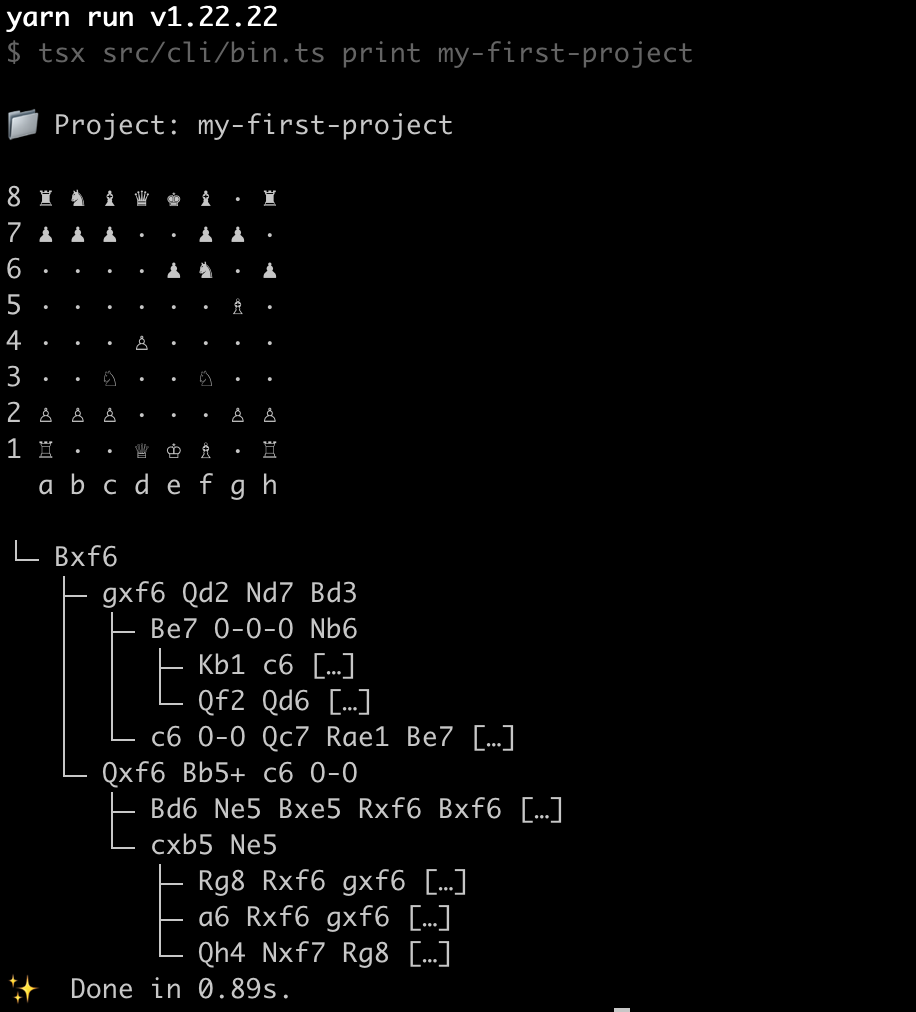 yarn run v1.22.22
$ tsx src/cli/bin.ts print my-first-project
📁 Project: my-first-project
8 ♜ ♞ ♝ ♛ ♚ ♝ · ♜
7 ♟ ♟ ♟ · · ♟ ♟ ·
6 · · · · ♟ ♞ · ♟
5 · · · · · · ♗ ·
4 · · · ♙ · · · ·
3 · · ♘ · · ♘ · ·
2 ♙ ♙ ♙ · · · ♙ ♙
1 ♖ · · ♕ ♔ ♗ · ♖
  a b c d e f g h
└─ Bxf6
   ├─ gxf6 Qd2 Nd7 Bd3
   │  ├─ Be7 O-O-O Nb6
   │  │  ├─ Kb1 c6 […]
   │  │  └─ Qf2 Qd6 […]
   │  └─ c6 O-O Qc7 Rae1 Be7 […]
   └─ Qxf6 Bb5+ c6 O-O
      ├─ Bd6 Ne5 Bxe5 Rxf6 Bxf6 […]
      └─ cxb5 Ne5
         ├─ Rg8 Rxf6 gxf6 […]
         ├─ a6 Rxf6 gxf6 […]
         └─ Qh4 Nxf7 Rg8 […]
✨  Done in 0.89s.